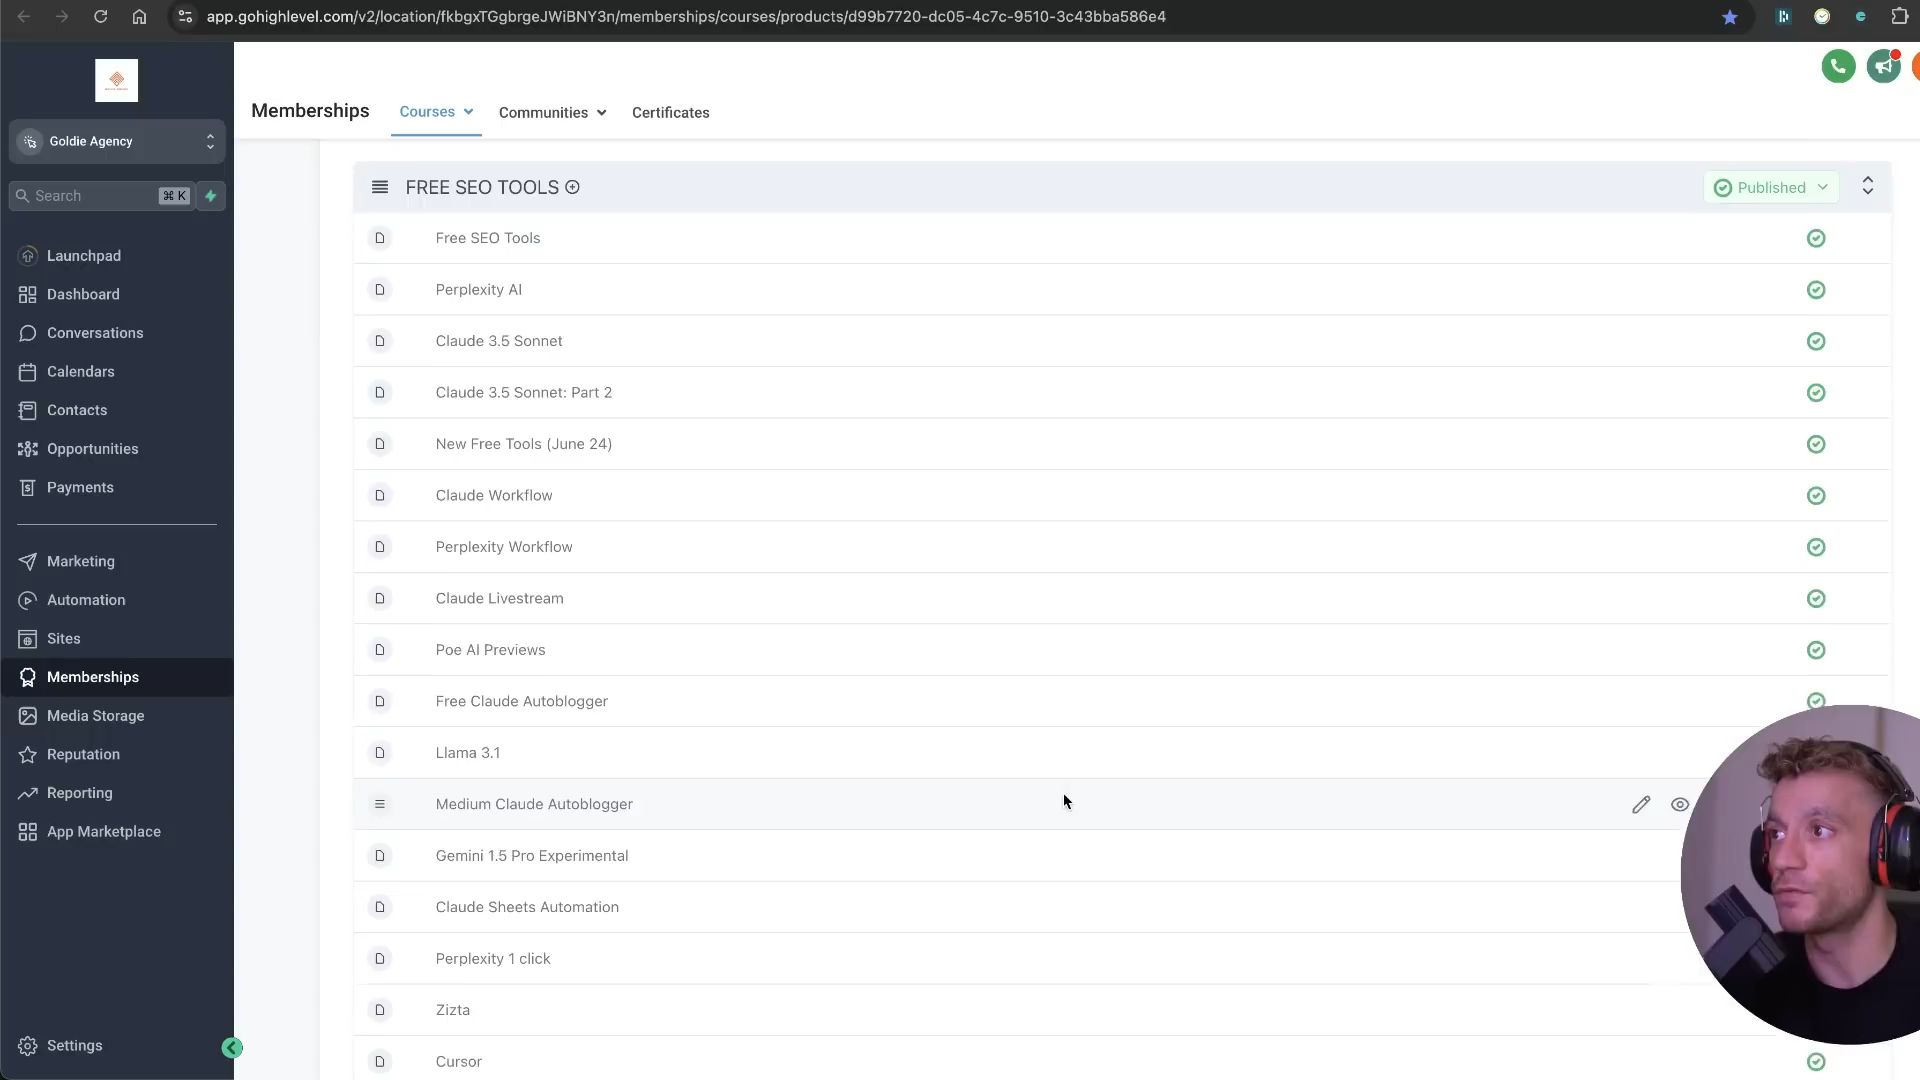 app.gohighlevel.com/v2/location/fkbgxTGgbrgeJWiBNY3n/memberships/courses/products/d99b7720-dc05-4c7c-9510-3c43bba586e4
Goldie Agency
Search
⌘ K
Launchpad
Dashboard
Conversations
Calendars
Contacts
Opportunities
Payments
Marketing
Automation
Sites
Memberships
Media Storage
Reputation
Reporting
App Marketplace
Settings
Memberships
Courses
Communities
Certificates
FREE SEO TOOLS
Published
Free SEO Tools
Perplexity AI
Claude 3.5 Sonnet
Claude 3.5 Sonnet: Part 2
New Free Tools (June 24)
Claude Workflow
Perplexity Workflow
Claude Livestream
Poe AI Previews
Free Claude Autoblogger
Llama 3.1
Medium Claude Autoblogger
Gemini 1.5 Pro Experimental
Claude Sheets Automation
Perplexity 1 click
Zizta
Cursor